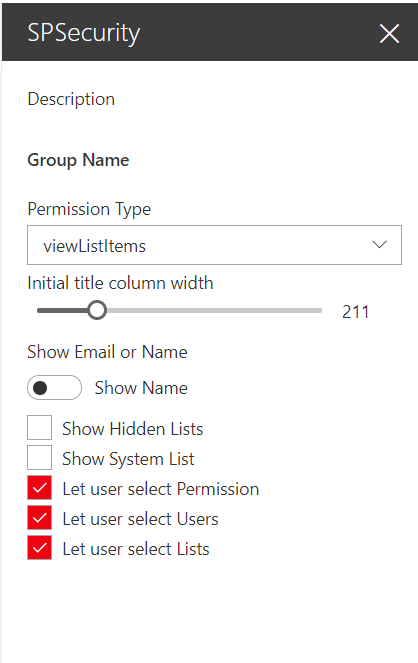 SPSecurity
Description
Group Name
Permission Type
viewListItems
Initial title column width
211
Show Email or Name
Show Name
Show Hidden Lists
Show System List
Let user select Permission
Let user select Users
Let user select Lists